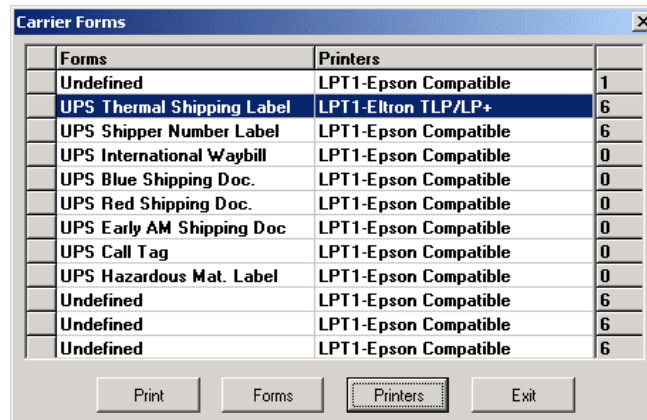 Carrier Forms
Forms Printers
Undefined LPT1-Epson Compatible 1
UPS Thermal Shipping Label LPT1-Eltron TLP/LP+ 6
UPS Shipper Number Label LPT1-Epson Compatible 6
UPS International Waybill LPT1-Epson Compatible 0
UPS Blue Shipping Doc. LPT1-Epson Compatible 0
UPS Red Shipping Doc. LPT1-Epson Compatible 0
UPS Early AM Shipping Doc LPT1-Epson Compatible 0
UPS Call Tag LPT1-Epson Compatible 0
UPS Hazardous Mat. Label LPT1-Epson Compatible 0
Undefined LPT1-Epson Compatible 6
Undefined LPT1-Epson Compatible 6
Undefined LPT1-Epson Compatible 6
Print Forms Printers Exit